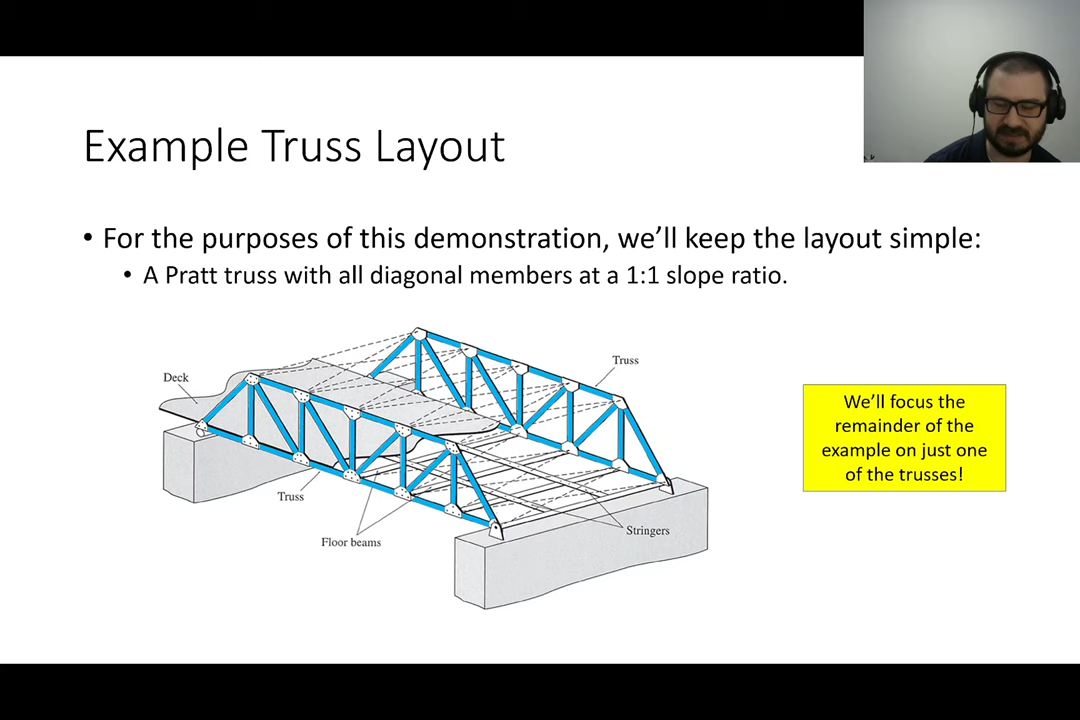 Example Truss Layout
• For the purposes of this demonstration, we’ll keep the layout simple:
• A Pratt truss with all diagonal members at a 1:1 slope ratio.
Truss
Deck
We’ll focus the
remainder of the
example on just one
of the trusses!
Truss
Stringers
Floor beams